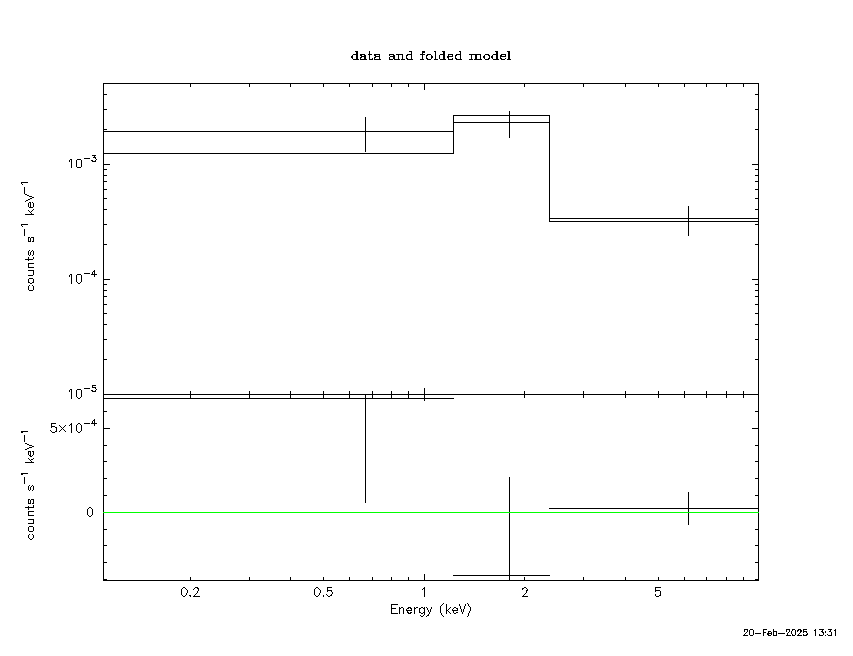 data and folded model
counts s⁻¹ keV⁻¹
10⁻³
10⁻⁴
10⁻⁵
counts s⁻¹ keV⁻¹
5×10⁻⁴
0
0.2 0.5 1 2 5
Energy (keV)
20-Feb-2025 13:31